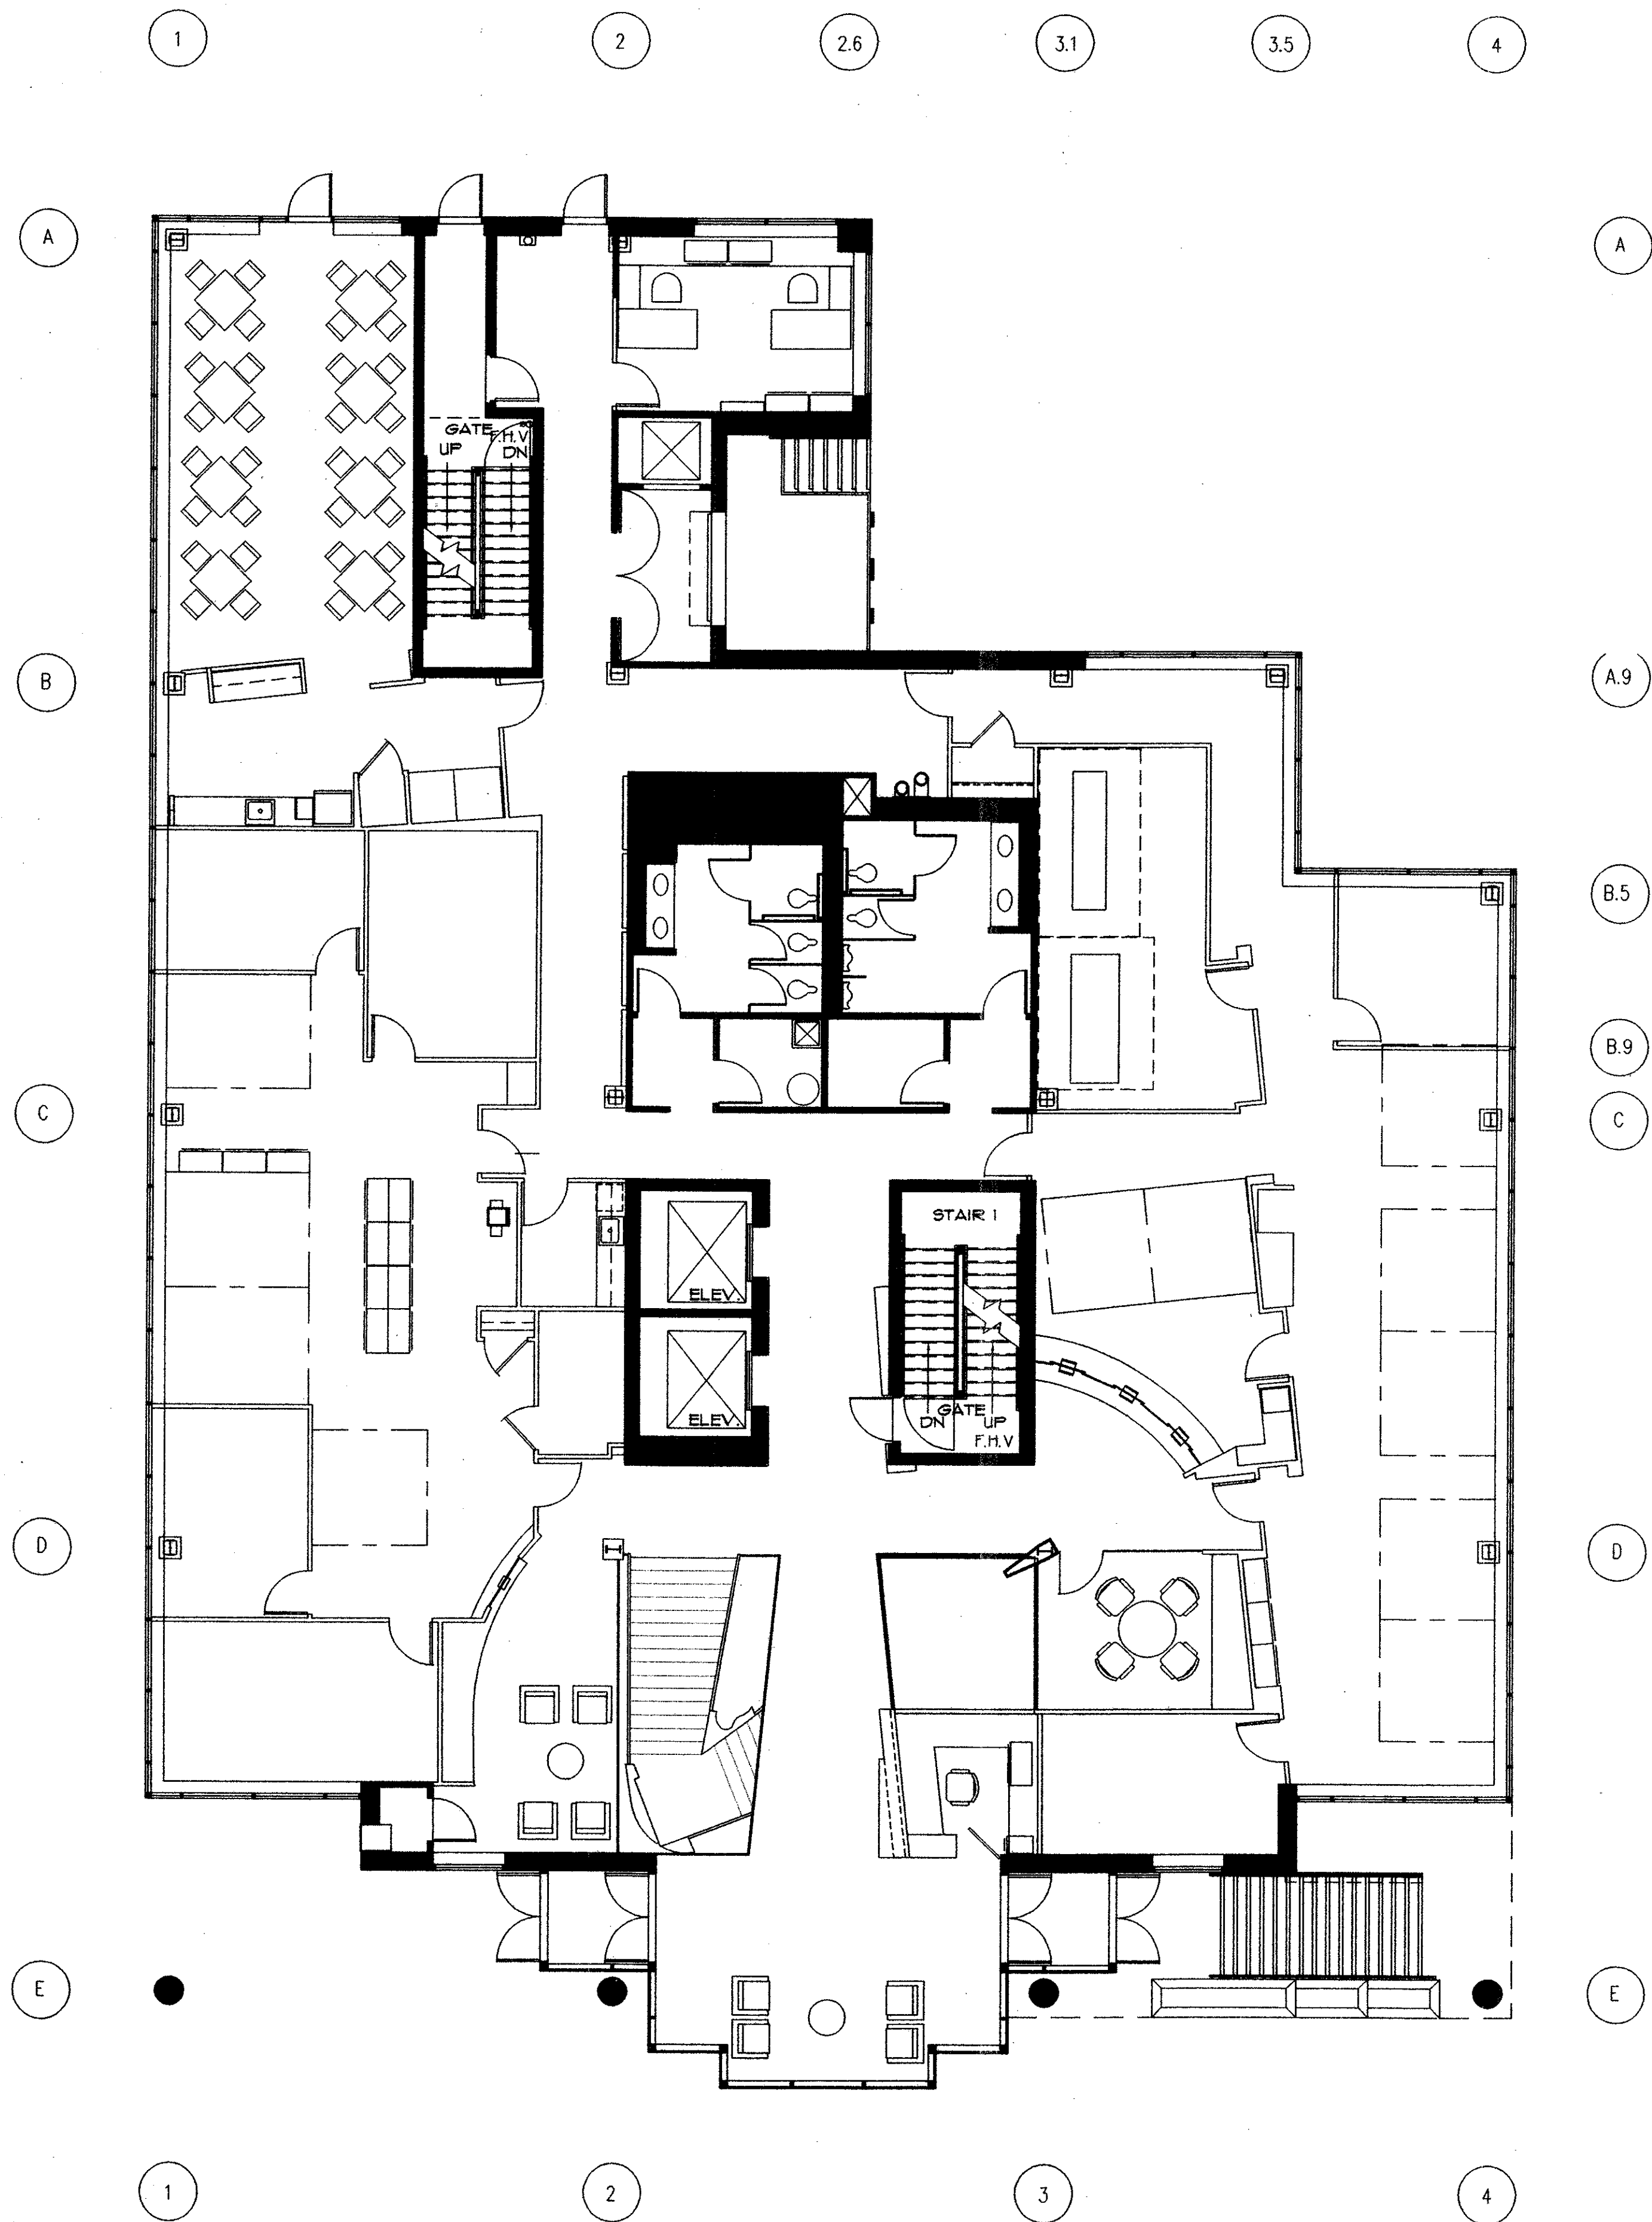 1 2 2.6 3.1 3.5 4
A A
GATE F.H.V
UP DN
B A.9
B.5
B.9
C C
STAIR 1
ELEV.
ELEV.
GATE
DN UP
F.H.V
D D
E E
1 2 3 4